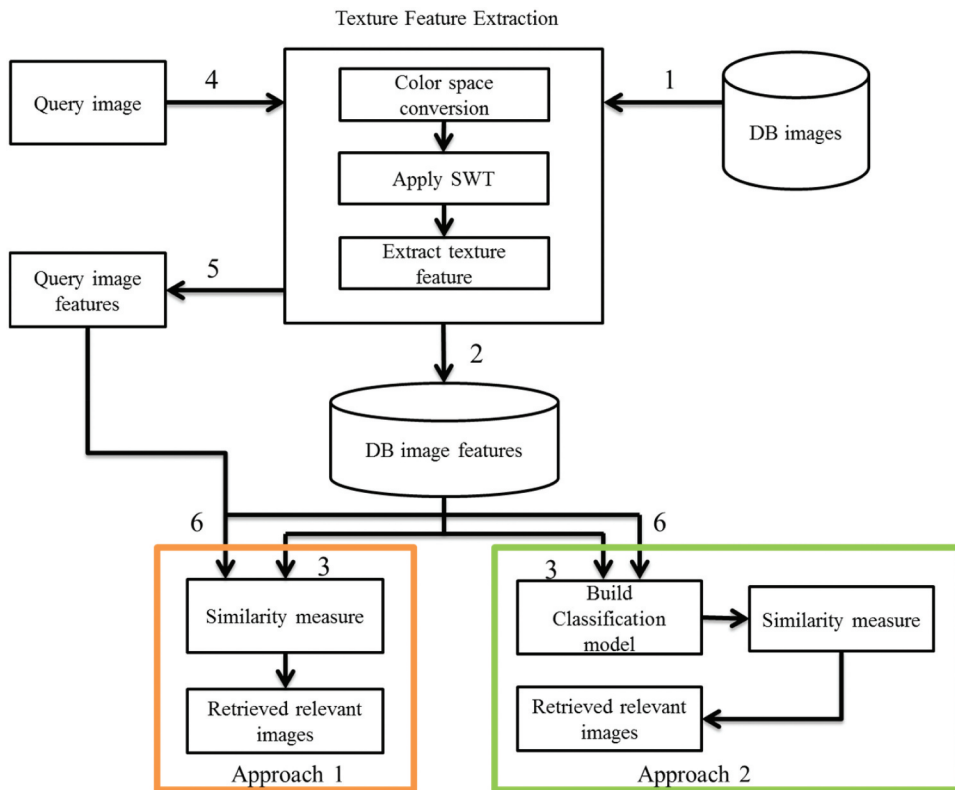 Texture Feature Extraction
Query image
4
Color space
conversion
1
DB images
Apply SWT
Extract texture
feature
5
Query image
features
2
DB image features
6
6
3
3
Similarity measure
Build
Classification
model
Similarity measure
Retrieved relevant
images
Retrieved relevant
images
Approach 1
Approach 2